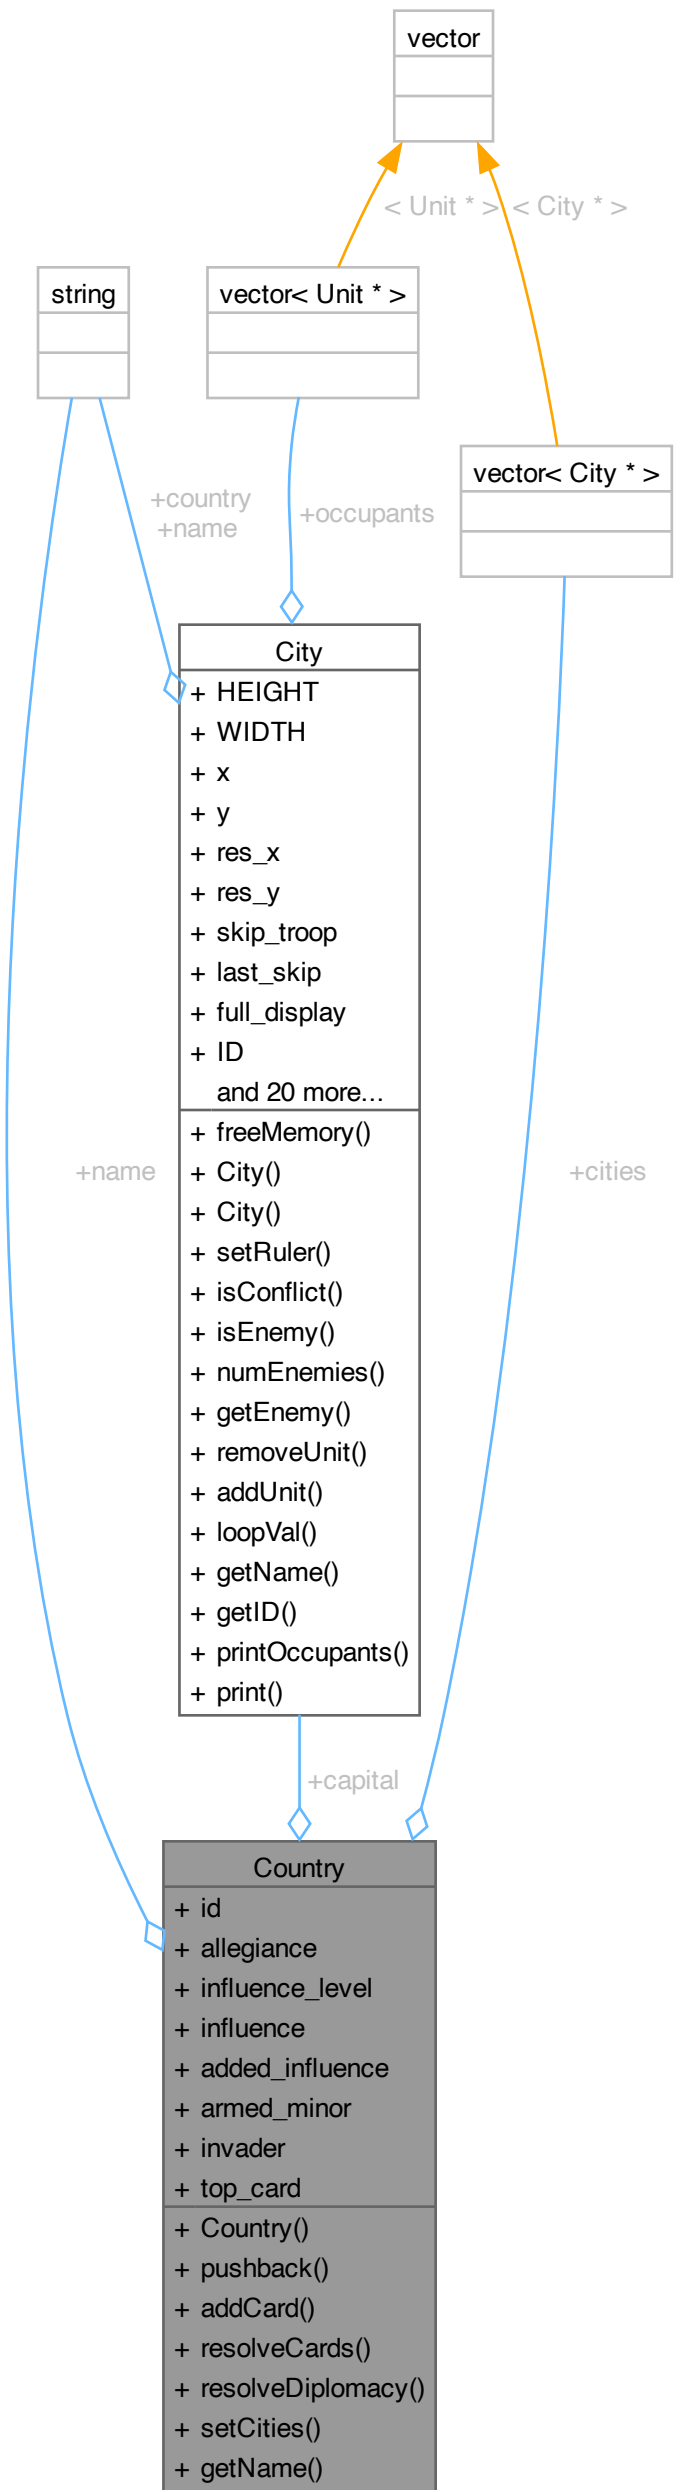 vector
< Unit * >
< City * >
string
vector< Unit * >
vector< City * >
+country
+name
+occupants
City
+ HEIGHT
+ WIDTH
+ x
+ y
+ res_x
+ res_y
+ skip_troop
+ last_skip
+ full_display
+ ID
and 20 more...
+ freeMemory()
+ City()
+ City()
+ setRuler()
+ isConflict()
+ isEnemy()
+ numEnemies()
+ getEnemy()
+ removeUnit()
+ addUnit()
+ loopVal()
+ getName()
+ getID()
+ printOccupants()
+ print()
+name
+cities
+capital
Country
+ id
+ allegiance
+ influence_level
+ influence
+ added_influence
+ armed_minor
+ invader
+ top_card
+ Country()
+ pushback()
+ addCard()
+ resolveCards()
+ resolveDiplomacy()
+ setCities()
+ getName()